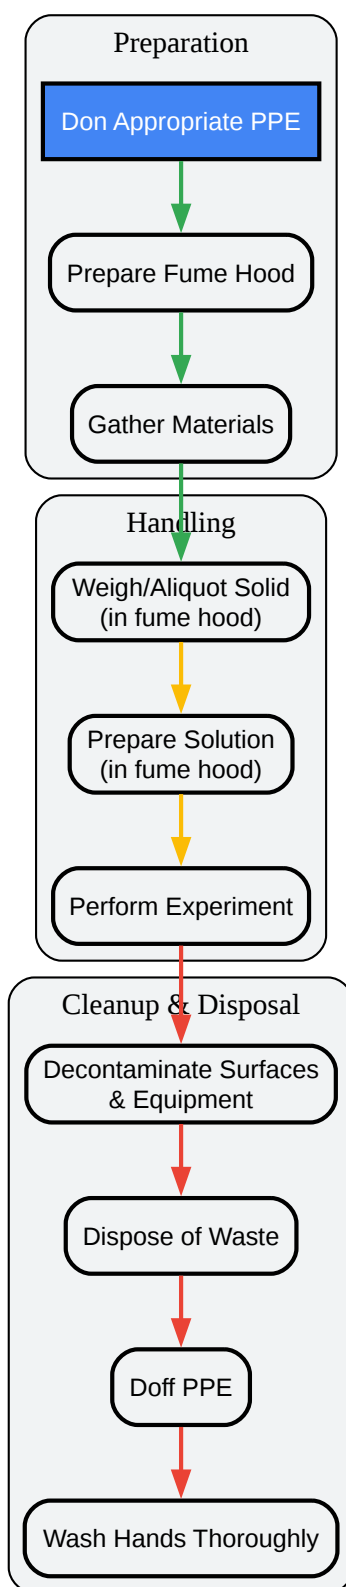 Preparation
Don Appropriate PPE
Prepare Fume Hood
Gather Materials
Handling
Weigh/Aliquot Solid
(in fume hood)
Prepare Solution
(in fume hood)
Perform Experiment
Cleanup & Disposal
Decontaminate Surfaces
& Equipment
Dispose of Waste
Doff PPE
Wash Hands Thoroughly